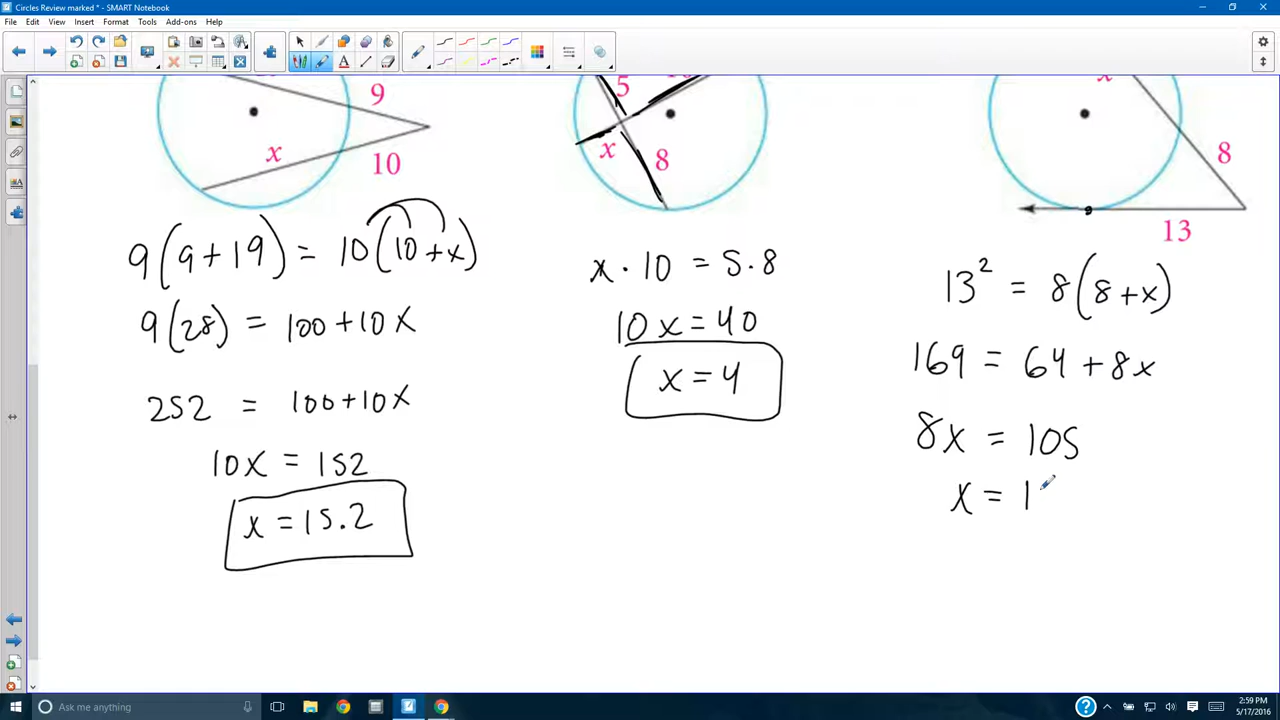 Circles Review marked * - SMART Notebook
File Edit View Insert Format Tools Add-ons Help
9
x
10
9(9+19) = 10(10+x)
9(28) = 100+10x
252 = 100+10x
10x = 152
x = 15.2
5
x
8
x · 10 = 5 · 8
10x = 40
x = 4
x
8
13
13² = 8(8+x)
169 = 64 + 8x
8x = 105
x = 1
Ask me anything
2:59 PM
5/17/2016